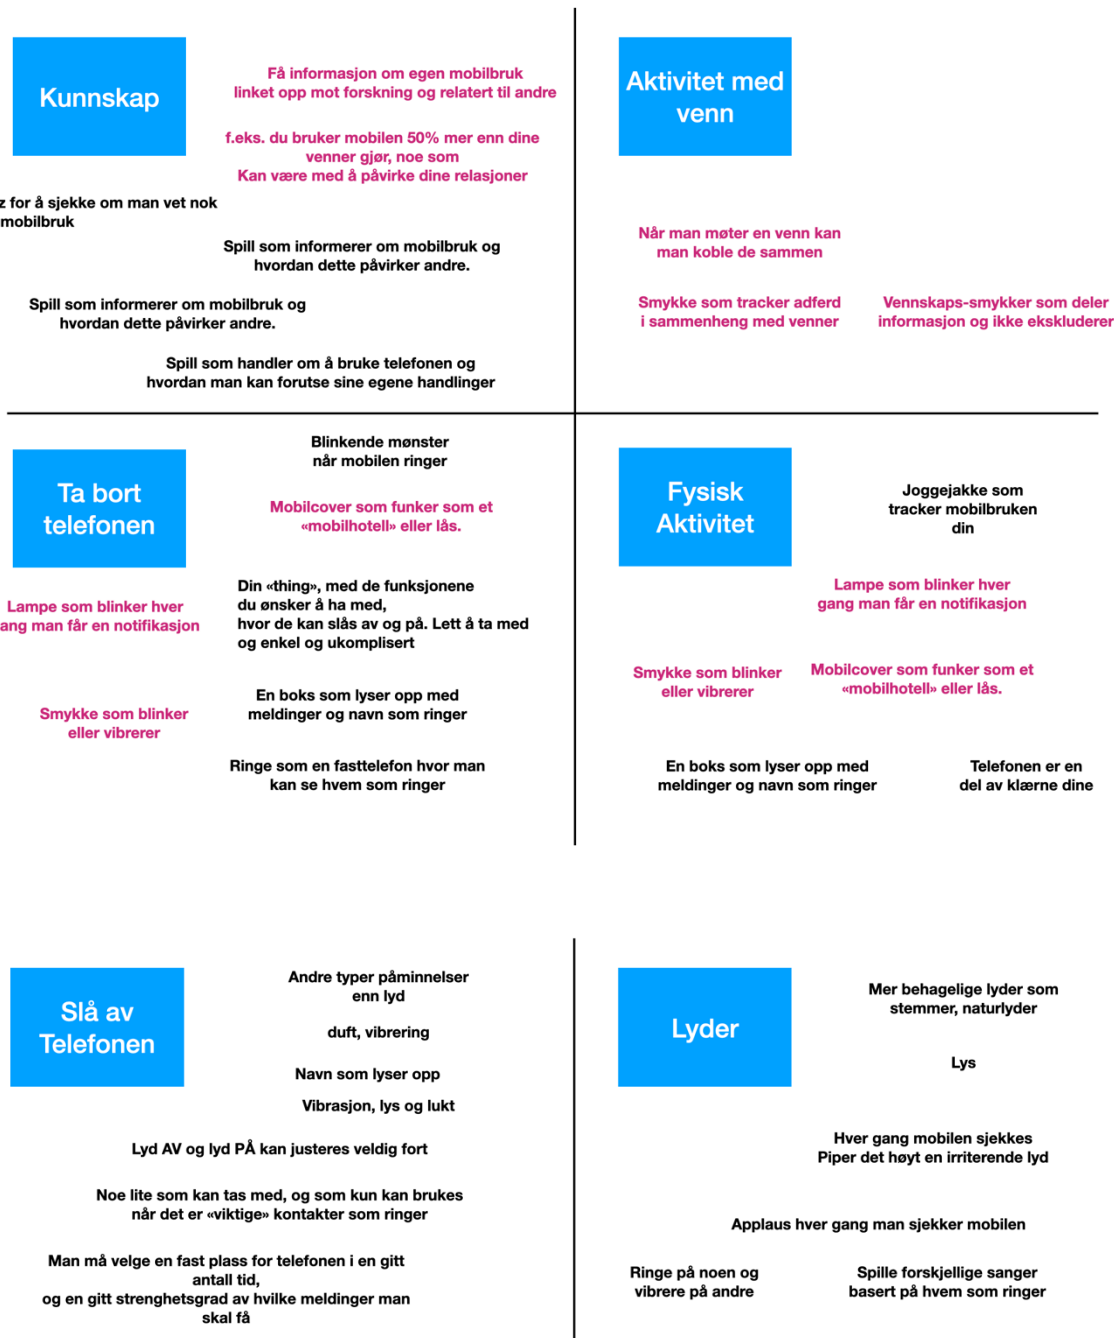 Kunnskap
Få informasjon om egen mobilbruk
linket opp mot forskning og relatert til andre
f.eks. du bruker mobilen 50% mer enn dine
venner gjør, noe som
Kan være med å påvirke dine relasjoner
z for å sjekke om man vet nok
mobilbruk
Spill som informerer om mobilbruk og
hvordan dette påvirker andre.
Spill som informerer om mobilbruk og
hvordan dette påvirker andre.
Spill som handler om å bruke telefonen og
hvordan man kan forutse sine egene handlinger
Aktivitet med
venn
Når man møter en venn kan
man koble de sammen
Smykke som tracker adferd
i sammenheng med venner
Vennskaps-smykker som deler
informasjon og ikke ekskluderer
Ta bort
telefonen
Blinkende mønster
når mobilen ringer
Mobilcover som funker som et
«mobilhotell» eller lås.
Lampe som blinker hver
ang man får en notifikasjon
Din «thing», med de funksjonene
du ønsker å ha med,
hvor de kan slås av og på. Lett å ta med
og enkel og ukomplisert
Smykke som blinker
eller vibrerer
En boks som lyser opp med
meldinger og navn som ringer
Ringe som en fasttelefon hvor man
kan se hvem som ringer
Fysisk
Aktivitet
Joggejakke som
tracker mobilbruken
din
Lampe som blinker hver
gang man får en notifikasjon
Smykke som blinker
eller vibrerer
Mobilcover som funker som et
«mobilhotell» eller lås.
En boks som lyser opp med
meldinger og navn som ringer
Telefonen er en
del av klærne dine
Slå av
Telefonen
Andre typer påminnelser
enn lyd
duft, vibrering
Navn som lyser opp
Vibrasjon, lys og lukt
Lyd AV og lyd PÅ kan justeres veldig fort
Noe lite som kan tas med, og som kun kan brukes
når det er «viktige» kontakter som ringer
Man må velge en fast plass for telefonen i en gitt
antall tid,
og en gitt strenghetsgrad av hvilke meldinger man
skal få
Lyder
Mer behagelige lyder som
stemmer, naturlyder
Lys
Hver gang mobilen sjekkes
Piper det høyt en irriterende lyd
Applaus hver gang man sjekker mobilen
Ringe på noen og
vibrere på andre
Spille forskjellige sanger
basert på hvem som ringer